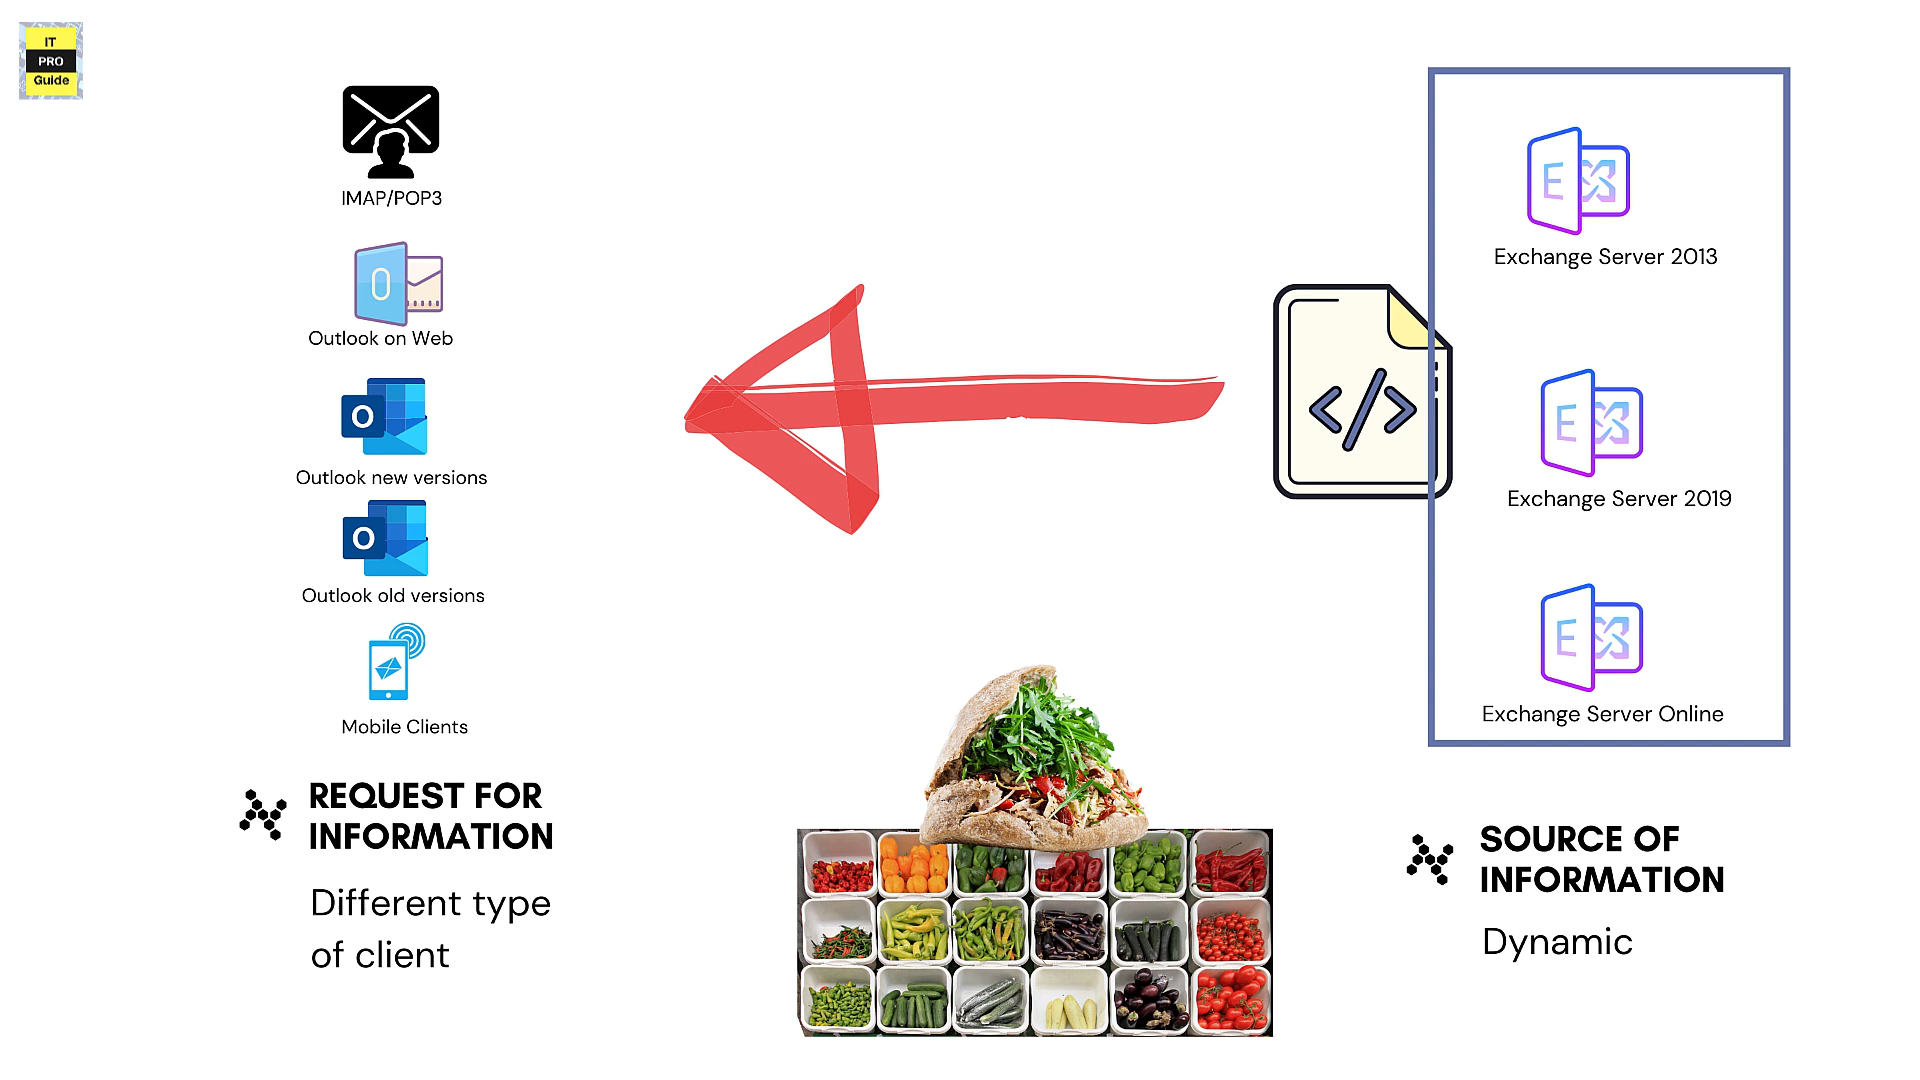 IT
PRO
Guide
IMAP/POP3
Outlook on Web
Outlook new versions
Outlook old versions
Mobile Clients
REQUEST FOR
INFORMATION
Different type
of client
</>
Exchange Server 2013
Exchange Server 2019
Exchange Server Online
SOURCE OF
INFORMATION
Dynamic